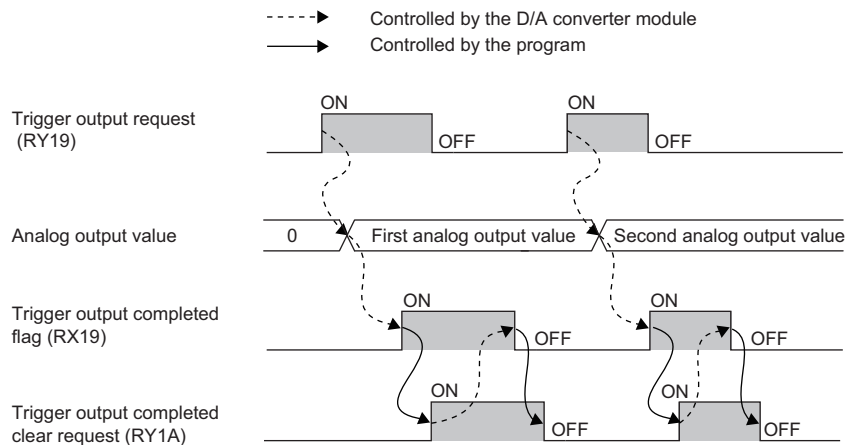 Controlled by the D/A converter module
Controlled by the program
ON
ON
Trigger output request
(RY19)
OFF
OFF
Analog output value
0
First analog output value
Second analog output value
ON
ON
Trigger output completed
flag (RX19)
OFF
OFF
ON
ON
Trigger output completed
clear request (RY1A)
OFF
OFF